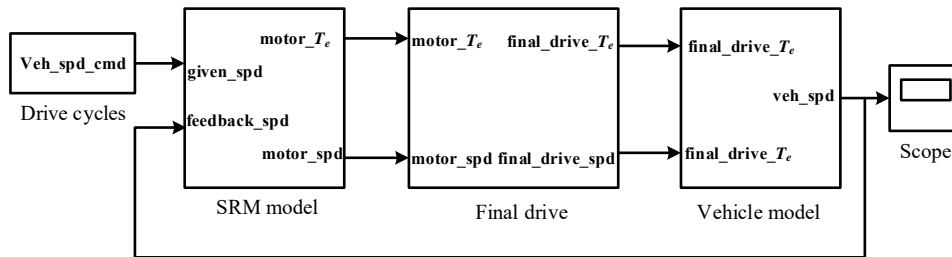 Veh_spd_cmd
Drive cycles
motor_Te
given_spd
feedback_spd
motor_spd
SRM model
motor_Te final_drive_Te
motor_spd final_drive_spd
Final drive
final_drive_Te
veh_spd
final_drive_Te
Vehicle model
Scope